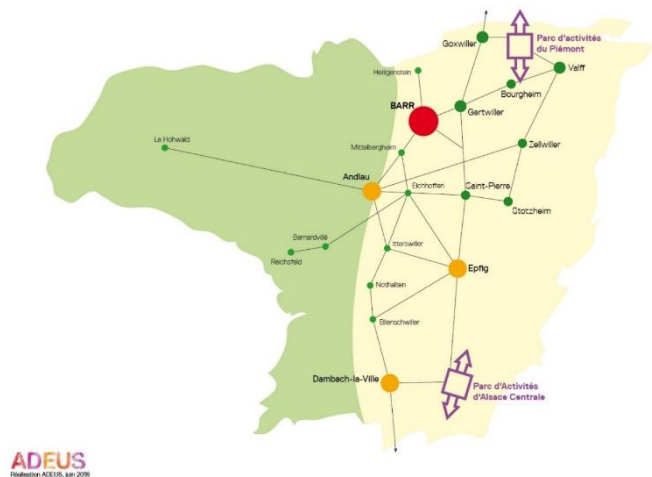 Goxwiller
Parc d'activités
du Piémont
Valff
Heiligenstein
Bourgheim
BARR
Gertwiller
Mittelbergheim
Zellwiller
Le Hohwald
Andlau
Eichhoffen
Saint-Pierre
Stotzheim
Bernardvillé
Reichsfeld
Itterswiller
Epfig
Nothalten
Blienschwiller
Dambach-la-Ville
Parc d'Activités
d'Alsace Centrale
ADEUS
Réalisation ADEUS, juin 2016